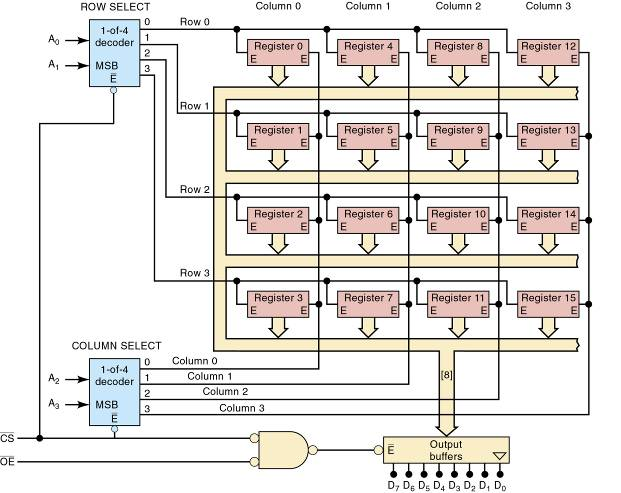 ROW SELECT
Column 0 Column 1 Column 2 Column 3
1-of-4
decoder
MSB
E̅
A₀
A₁
0
1
2
3
Row 0
Register 0
E E
Register 4
E E
Register 8
E E
Register 12
E E
Row 1
Register 1
E E
Register 5
E E
Register 9
E E
Register 13
E E
Row 2
Register 2
E E
Register 6
E E
Register 10
E E
Register 14
E E
Row 3
Register 3
E E
Register 7
E E
Register 11
E E
Register 15
E E
COLUMN SELECT
1-of-4
decoder
MSB
E̅
A₂
A₃
0
1
2
3
Column 0
Column 1
Column 2
Column 3
[8]
C̅S̅
O̅E̅
E̅
Output
buffers
D₇ D₆ D₅ D₄ D₃ D₂ D₁ D₀